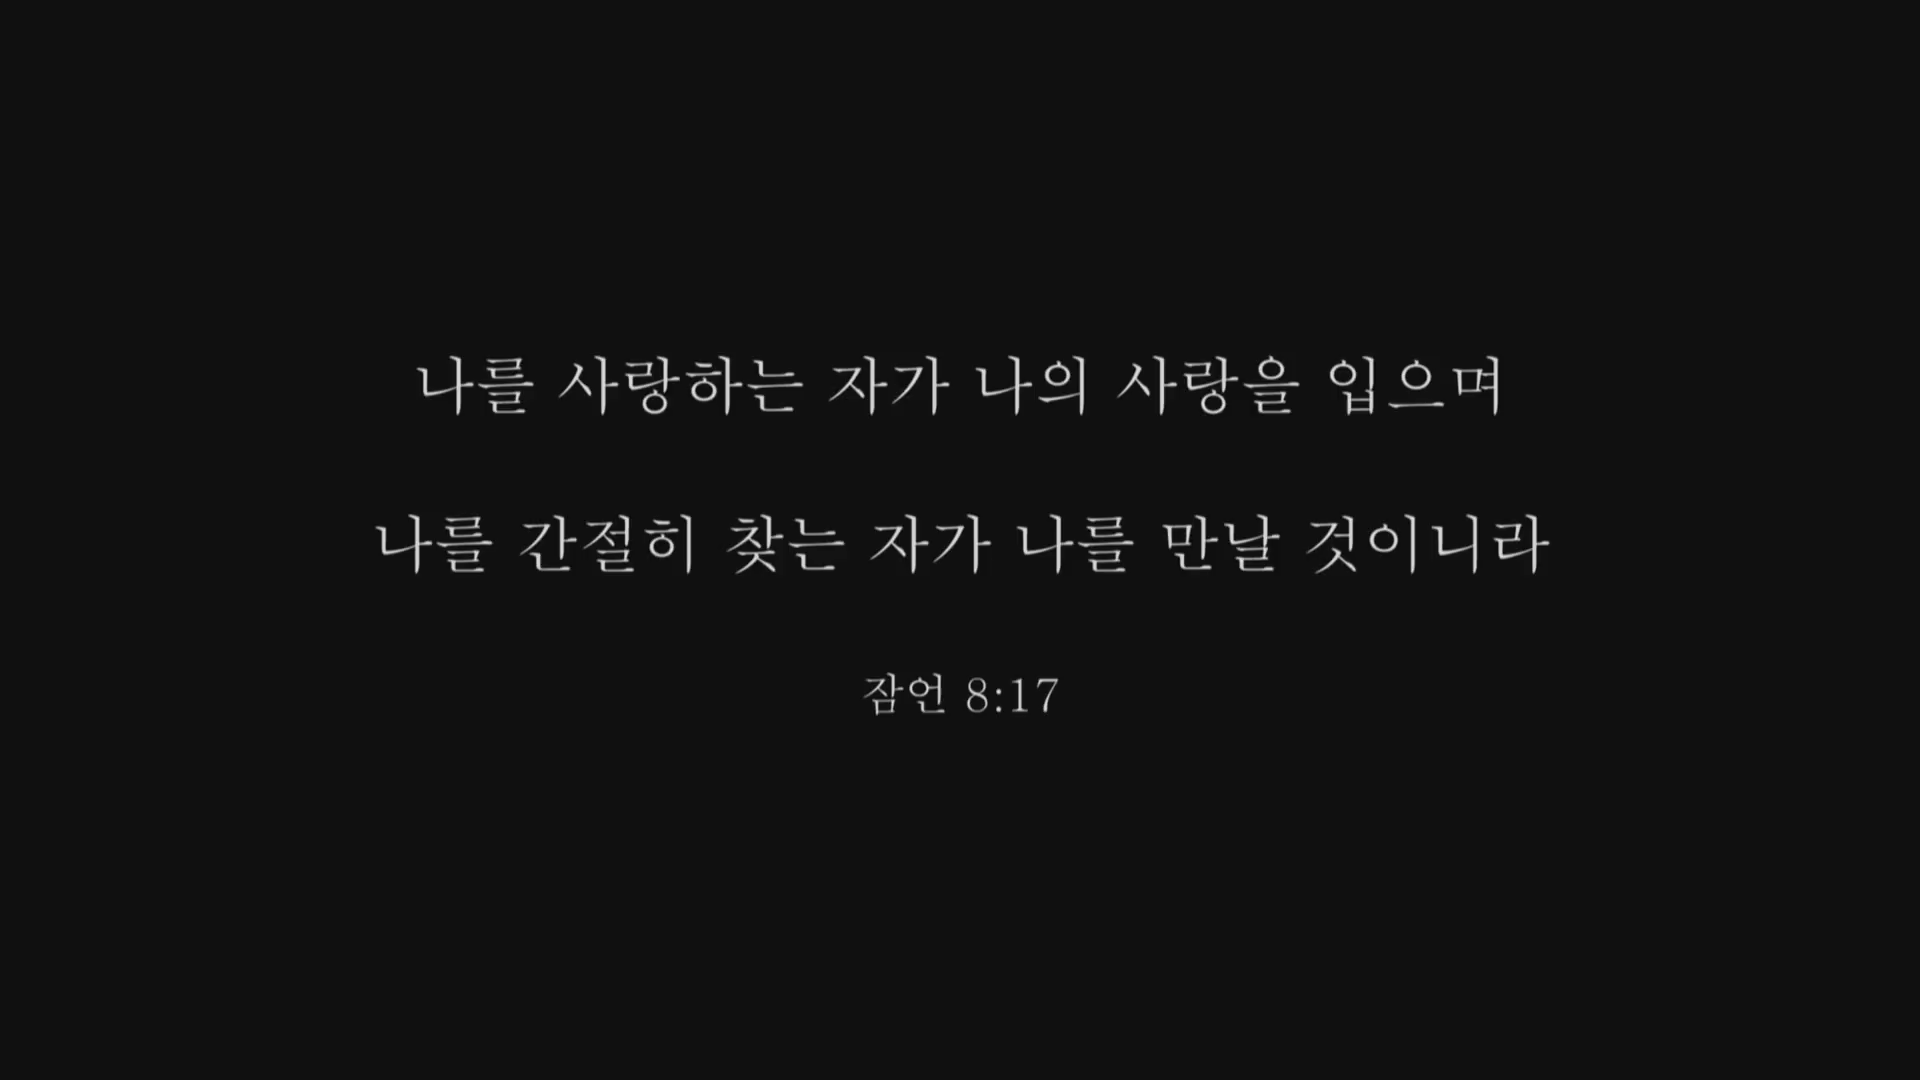 나를 사랑하는 자가 나의 사랑을 입으며
나를 간절히 찾는 자가 나를 만날 것이니라
잠언 8:17